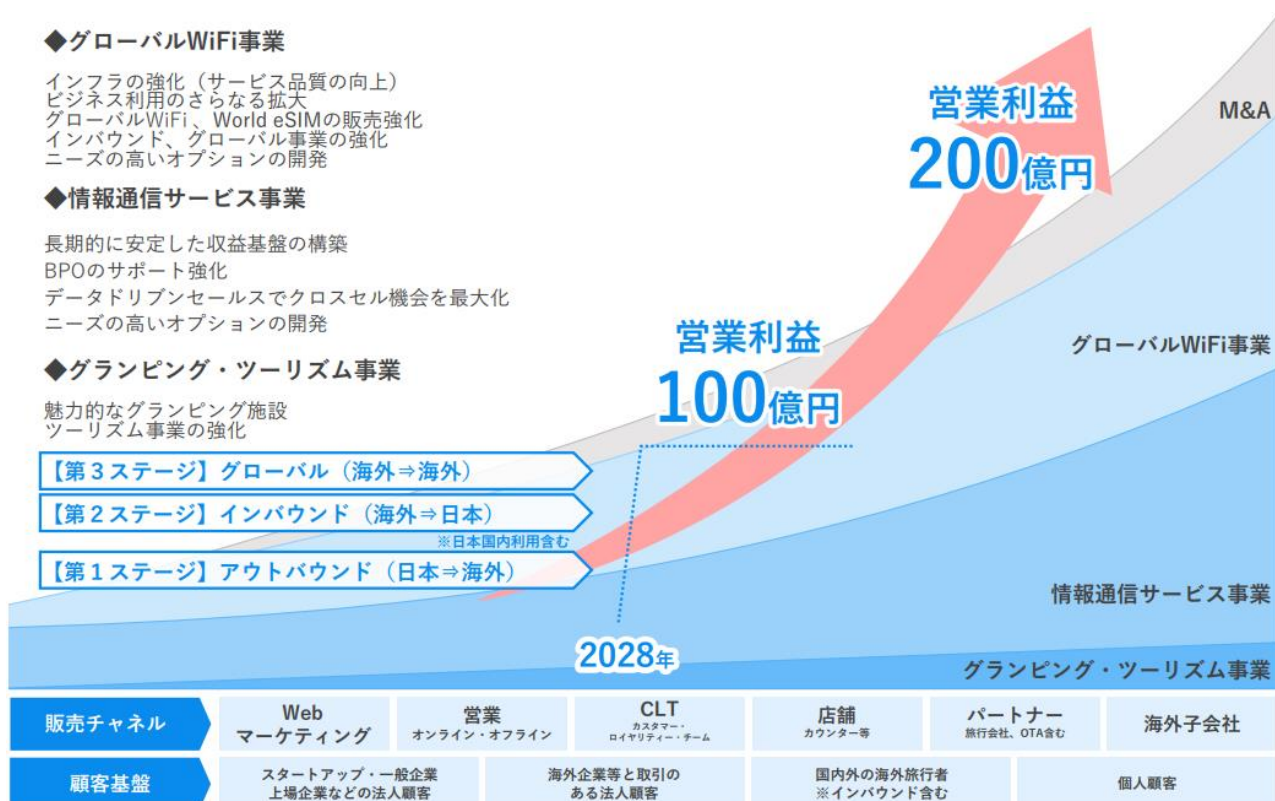 ◆グローバルWiFi事業
インフラの強化(サービス品質の向上)
ビジネス利用のさらなる拡大
グローバルWiFi、World eSIMの販売強化
インバウンド、グローバル事業の強化
ニーズの高いオプションの開発
◆情報通信サービス事業
長期的に安定した収益基盤の構築
BPOのサポート強化
データドリブンセールスでクロスセル機会を最大化
ニーズの高いオプションの開発
◆グランピング・ツーリズム事業
魅力的なグランピング施設
ツーリズム事業の強化
【第3ステージ】グローバル(海外⇒海外)
【第2ステージ】インバウンド(海外⇒日本)
※日本国内利用含む
【第1ステージ】アウトバウンド(日本⇒海外)
営業利益
100億円
営業利益
200億円
2028年
M&A
グローバルWiFi事業
情報通信サービス事業
グランピング・ツーリズム事業
販売チャネル
Web
マーケティング
営業
オンライン・オフライン
CLT
カスタマー・
ロイヤリティー・チーム
店舗
カウンター等
パートナー
旅行会社、OTA含む
海外子会社
顧客基盤
スタートアップ・一般企業
上場企業などの法人顧客
海外企業等と取引の
ある法人顧客
国内外の海外旅行者
※インバウンド含む
個人顧客